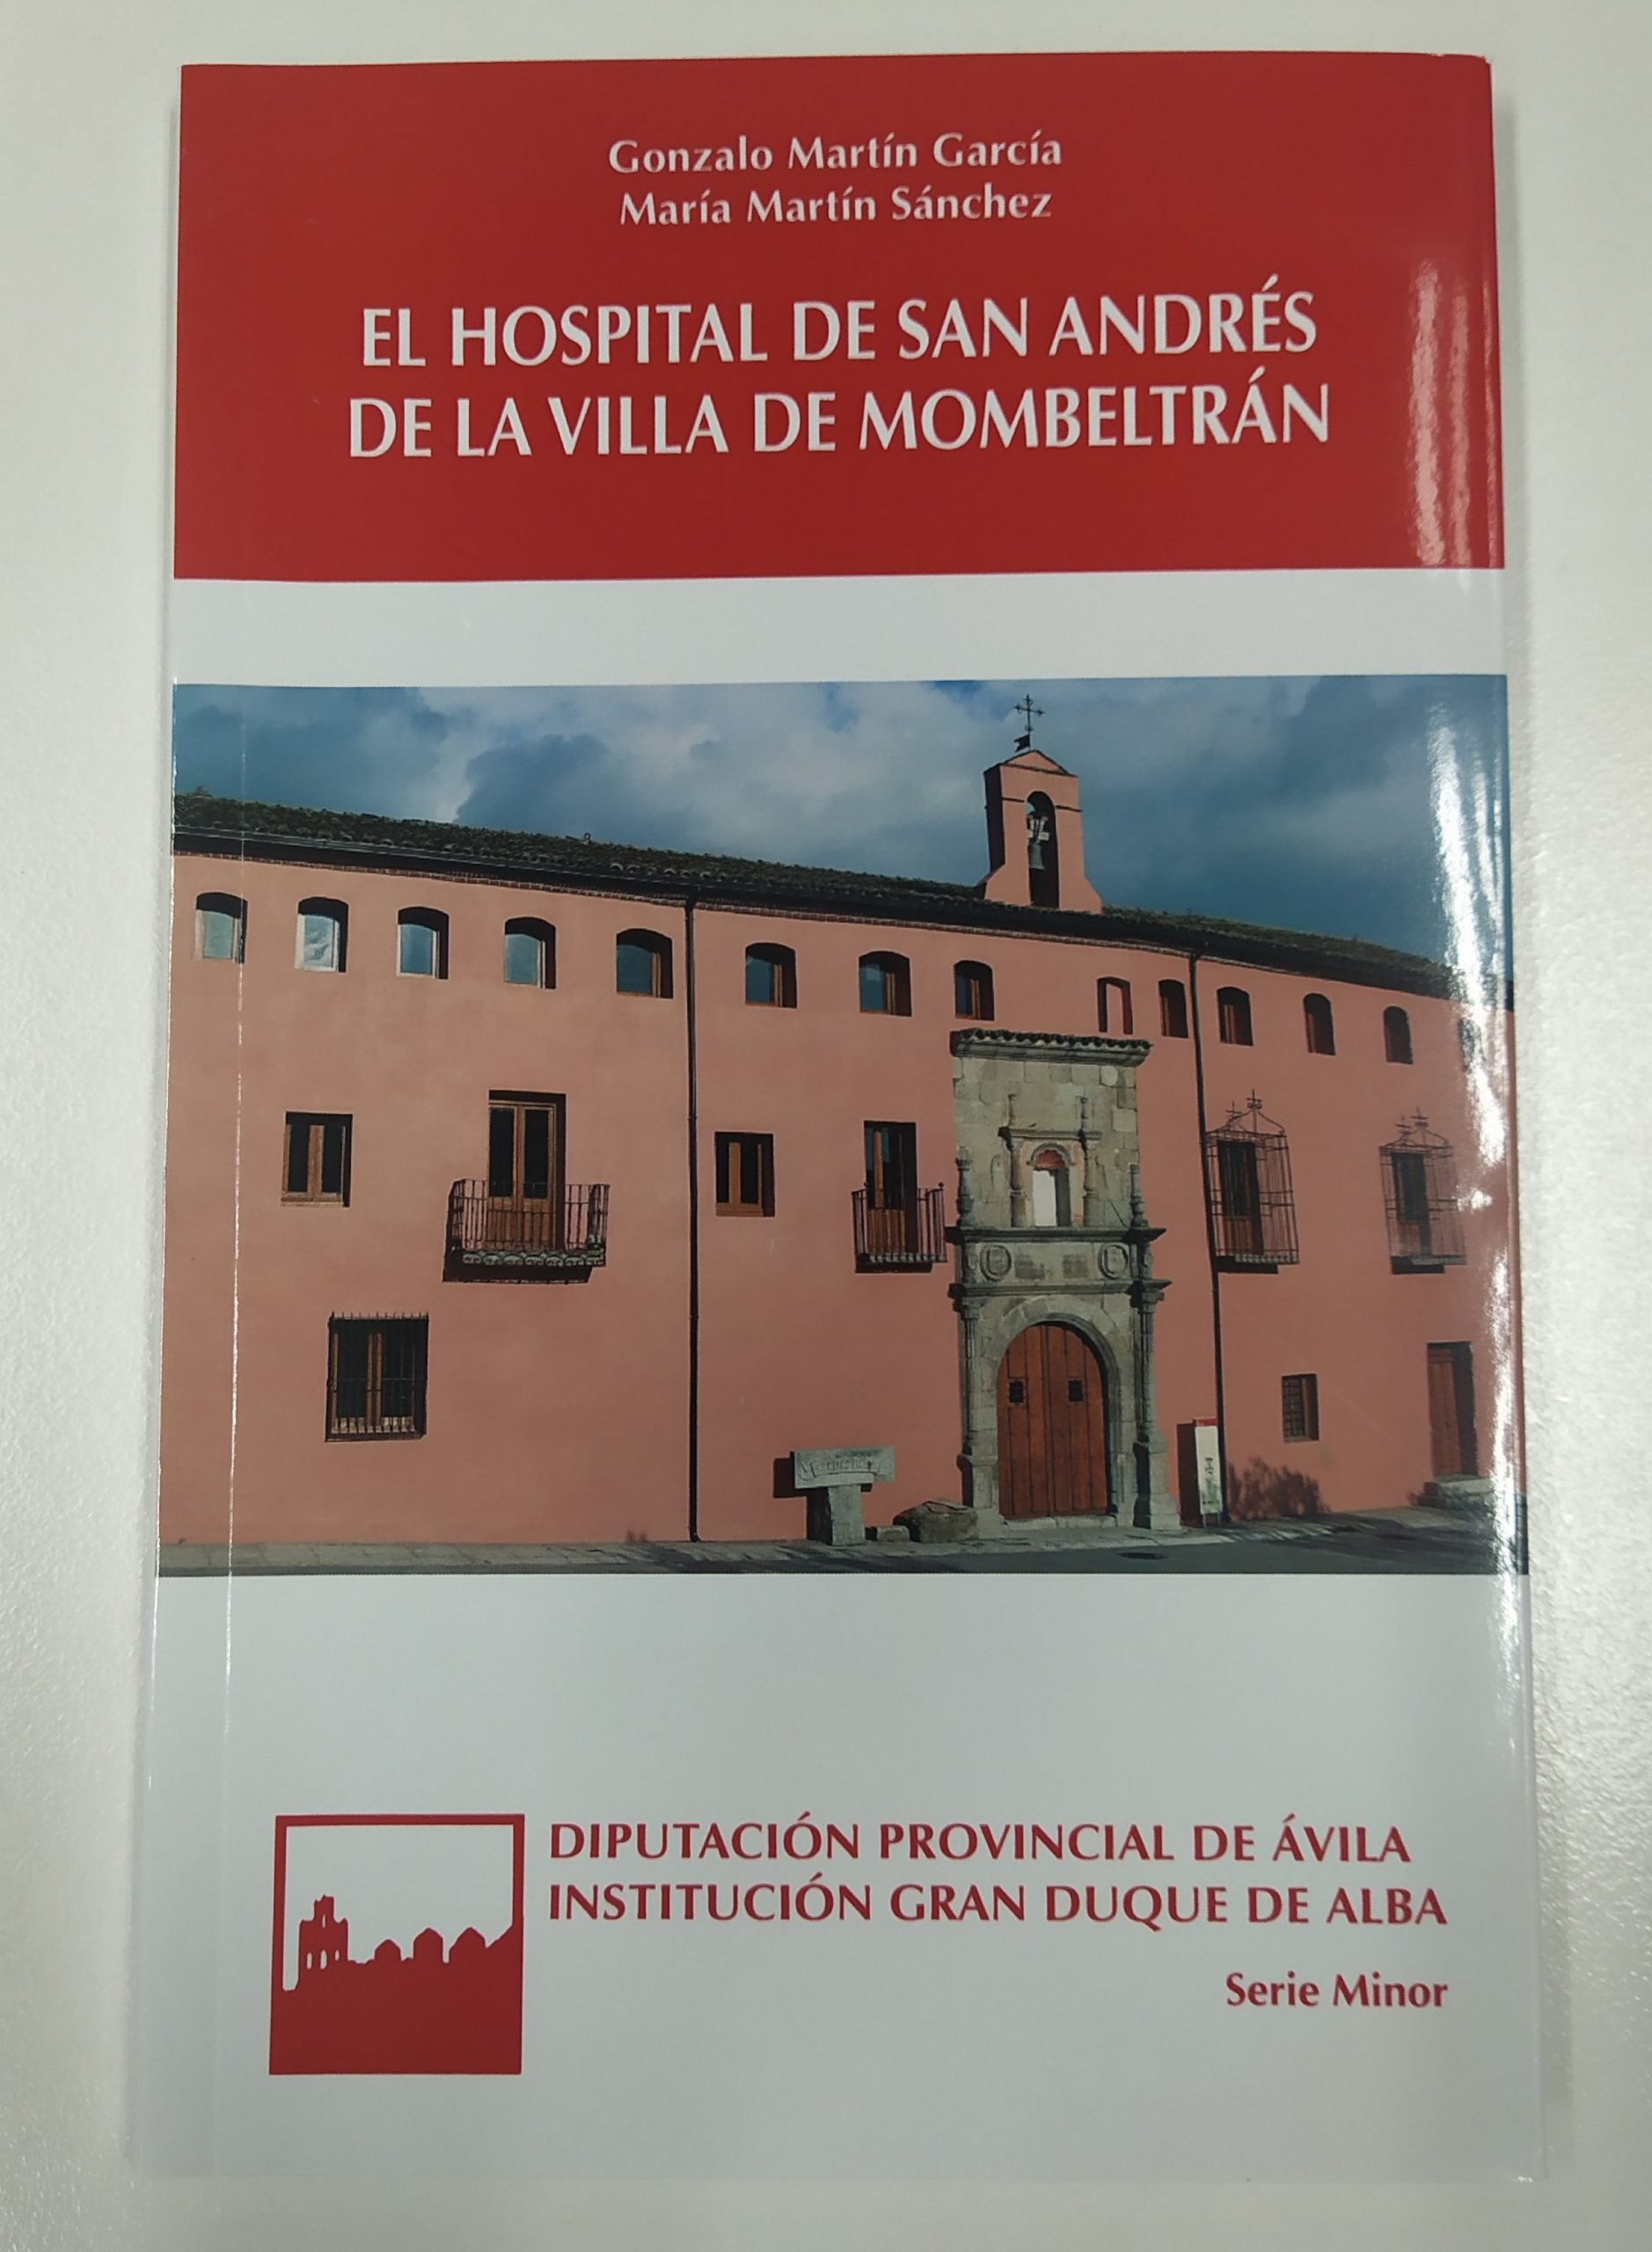 Gonzalo Martín García
María Martín Sánchez
EL HOSPITAL DE SAN ANDRÉS
DE LA VILLA DE MOMBELTRÁN
DIPUTACIÓN PROVINCIAL DE ÁVILA
INSTITUCIÓN GRAN DUQUE DE ALBA
Serie Minor